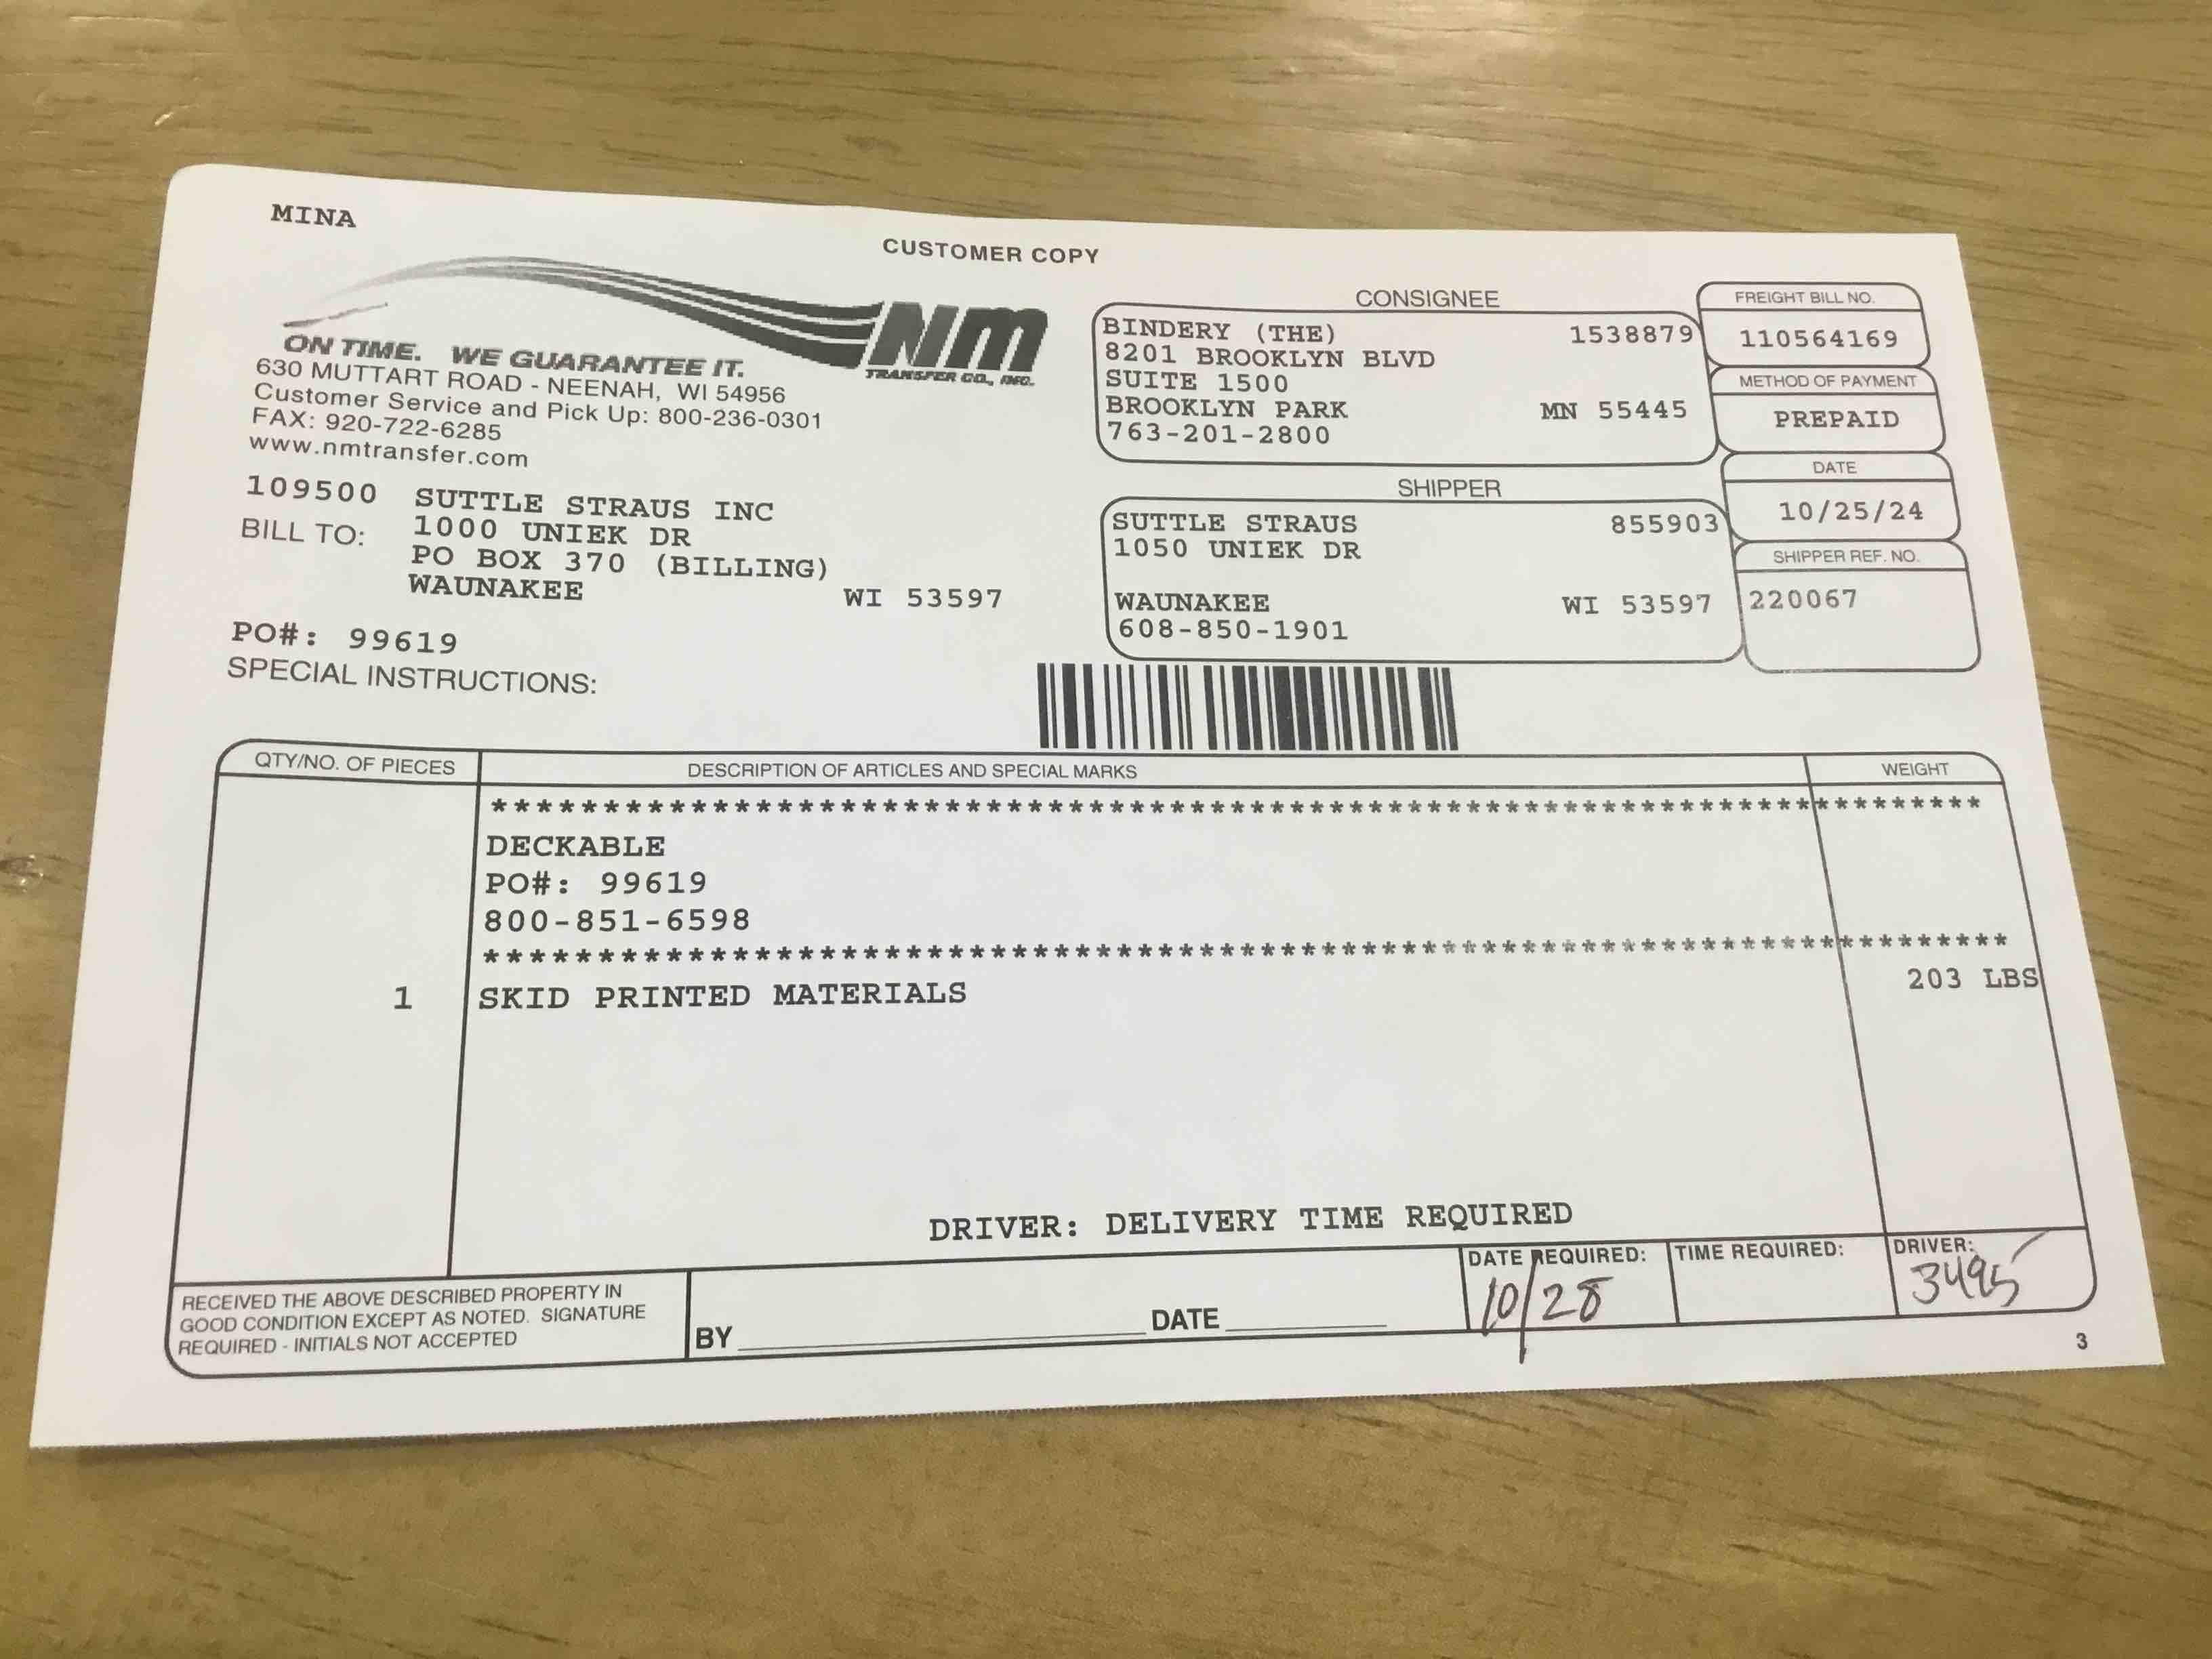 MINA
CUSTOMER COPY
NM
TRANSFER CO., INC.
ON TIME. WE GUARANTEE IT.
630 MUTTART ROAD - NEENAH, WI 54956
Customer Service and Pick Up: 800-236-0301
FAX: 920-722-6285
www.nmtransfer.com
109500 SUTTLE STRAUS INC
BILL TO: 1000 UNIEK DR
PO BOX 370 (BILLING)
WAUNAKEE WI 53597
PO#: 99619
SPECIAL INSTRUCTIONS:
CONSIGNEE
BINDERY (THE) 1538879
8201 BROOKLYN BLVD
SUITE 1500
BROOKLYN PARK MN 55445
763-201-2800
SHIPPER
SUTTLE STRAUS 855903
1050 UNIEK DR
WAUNAKEE WI 53597
608-850-1901
FREIGHT BILL NO.
110564169
METHOD OF PAYMENT
PREPAID
DATE
10/25/24
SHIPPER REF. NO.
220067
QTY/NO. OF PIECES DESCRIPTION OF ARTICLES AND SPECIAL MARKS WEIGHT
DECKABLE
PO#: 99619
800-851-6598
1 SKID PRINTED MATERIALS 203 LBS
DRIVER: DELIVERY TIME REQUIRED
RECEIVED THE ABOVE DESCRIBED PROPERTY IN
GOOD CONDITION EXCEPT AS NOTED. SIGNATURE
REQUIRED - INITIALS NOT ACCEPTED
BY DATE
DATE REQUIRED: TIME REQUIRED: DRIVER:
10/28 3495
3